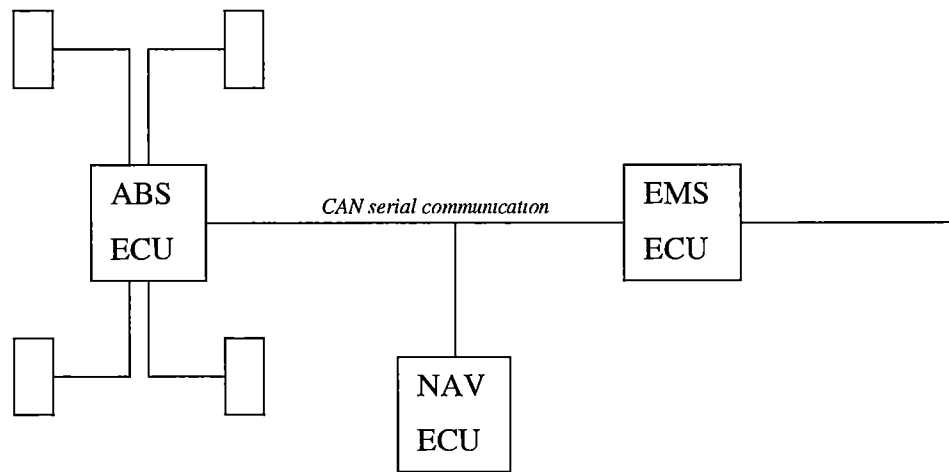 ABS
ECU
CAN serial communication
EMS
ECU
NAV
ECU